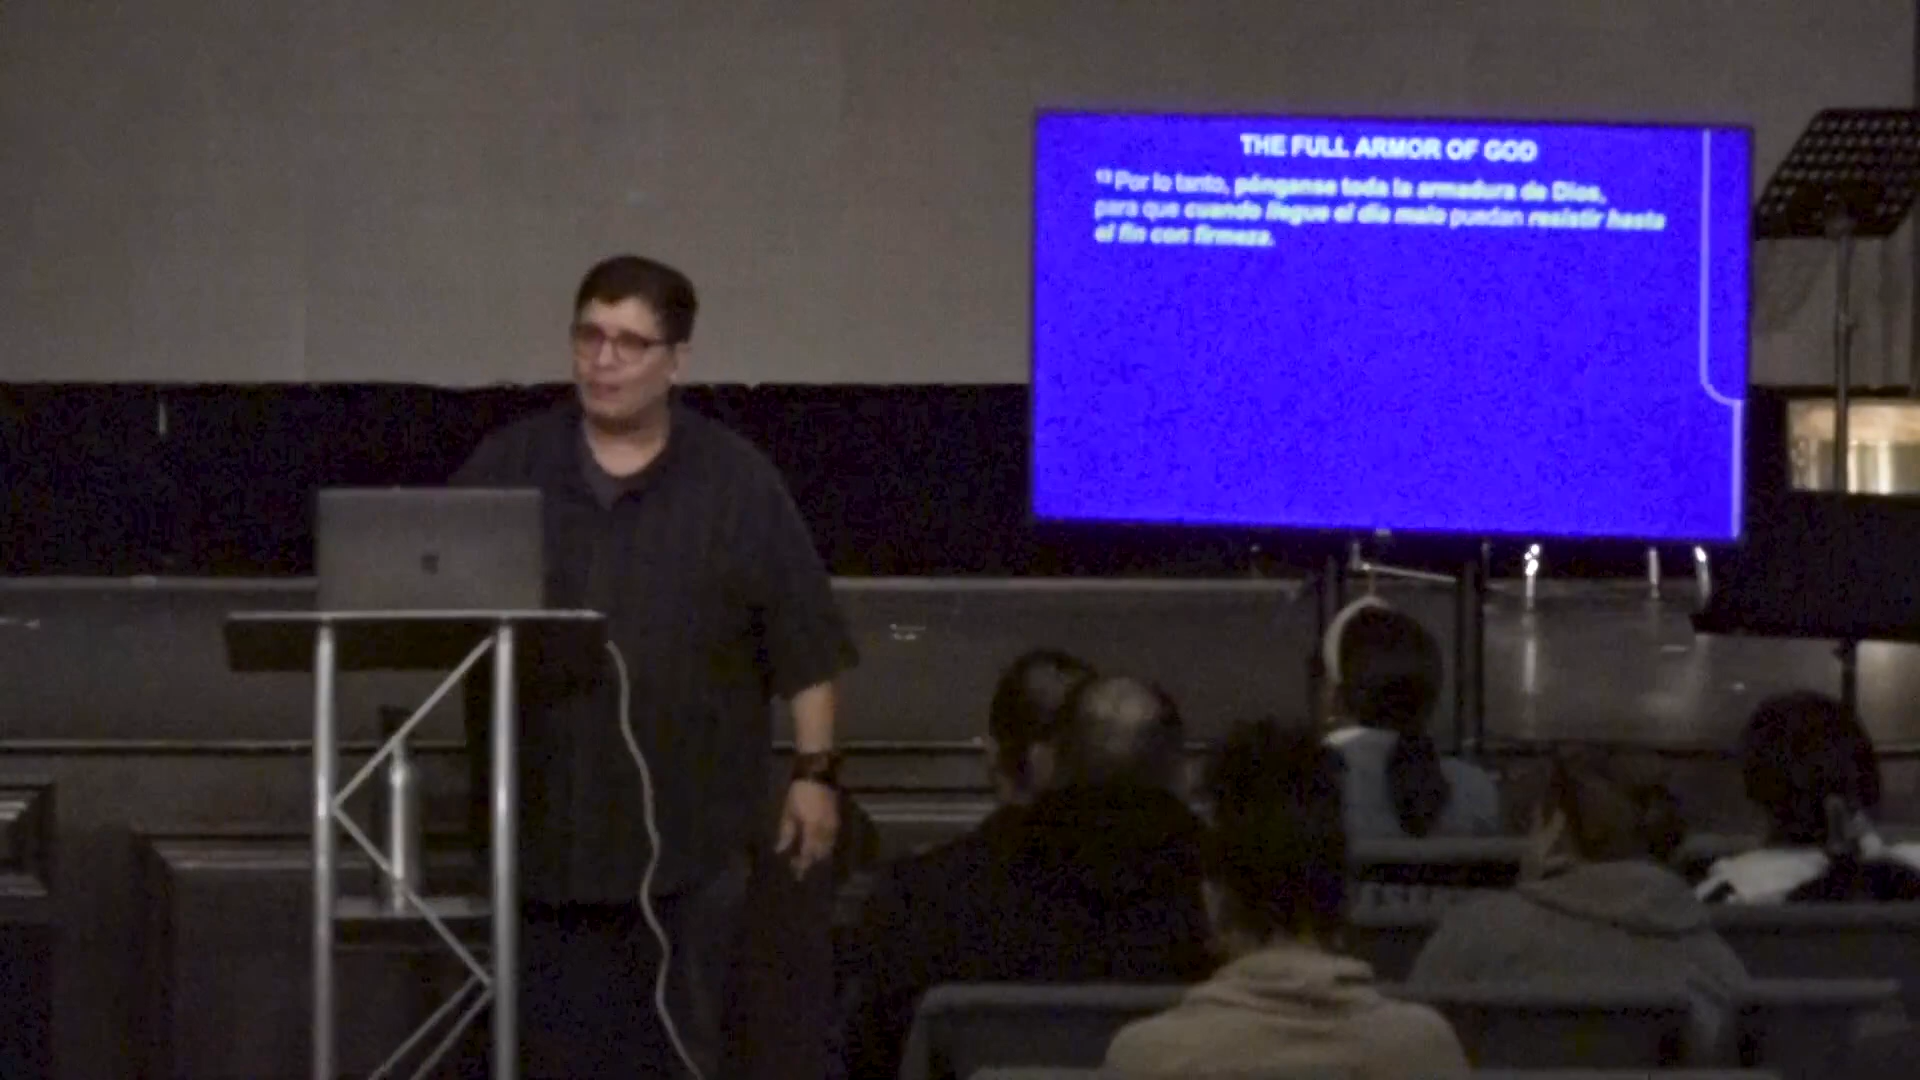 THE FULL ARMOR OF GOD
13 Por lo tanto, pónganse toda la armadura de Dios,
para que cuando llegue el día malo puedan resistir hasta
el fin con firmeza.